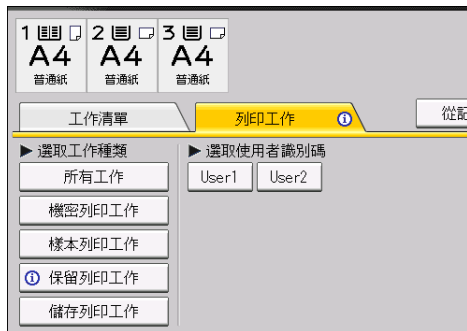 1 2 3
A4 A4 A4
普通紙 普通紙 普通紙
工作清單 列印工作 從記
▶ 選取工作種類 ▶ 選取使用者識別碼
所有工作 User1 User2
機密列印工作
樣本列印工作
保留列印工作
儲存列印工作